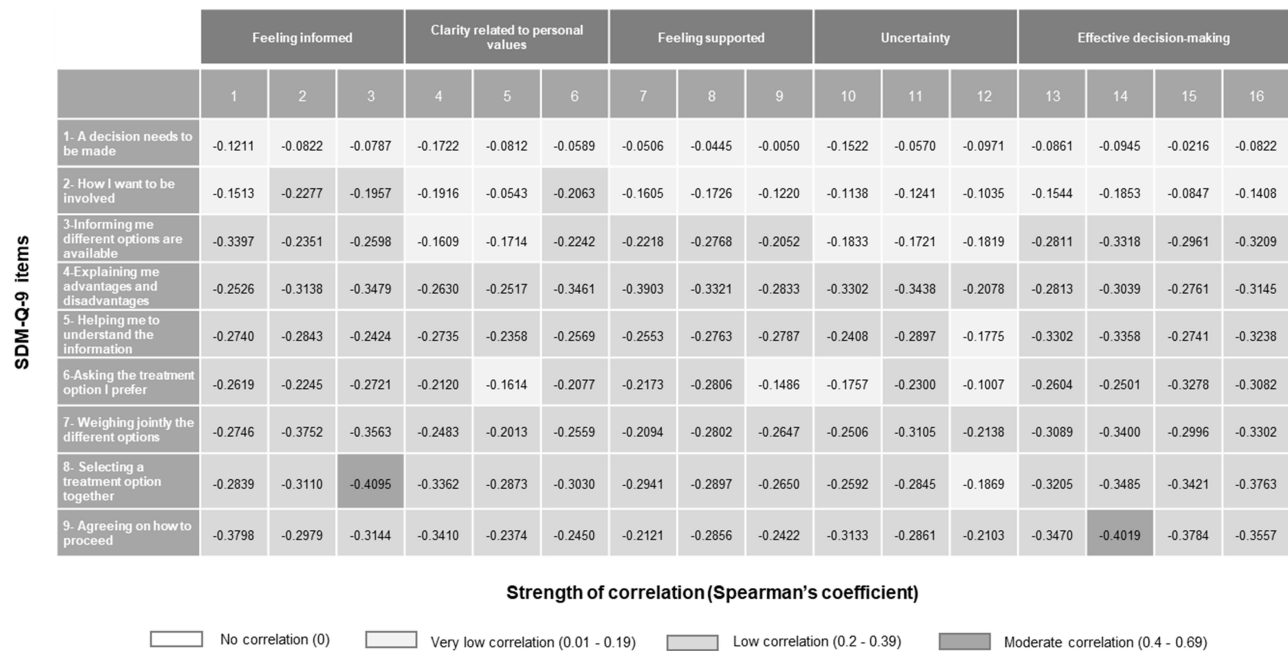 Feeling informed
Clarity related to personal
values
Feeling supported
Uncertainty
Effective decision-making
1 2 3 4 5 6 7 8 9 10 11 12 13 14 15 16
SDM-Q-9 items
1- A decision needs to
be made
-0.1211 -0.0822 -0.0787 -0.1722 -0.0812 -0.0589 -0.0506 -0.0445 -0.0050 -0.1522 -0.0570 -0.0971 -0.0861 -0.0945 -0.0216 -0.0822
2- How I want to be
involved
-0.1513 -0.2277 -0.1957 -0.1916 -0.0543 -0.2063 -0.1605 -0.1726 -0.1220 -0.1138 -0.1241 -0.1035 -0.1544 -0.1853 -0.0847 -0.1408
3-Informing me
different options are
available
-0.3397 -0.2351 -0.2598 -0.1609 -0.1714 -0.2242 -0.2218 -0.2768 -0.2052 -0.1833 -0.1721 -0.1819 -0.2811 -0.3318 -0.2961 -0.3209
4-Explaining me
advantages and
disadvantages
-0.2526 -0.3138 -0.3479 -0.2630 -0.2517 -0.3461 -0.3903 -0.3321 -0.2833 -0.3302 -0.3438 -0.2078 -0.2813 -0.3039 -0.2761 -0.3145
5- Helping me to
understand the
information
-0.2740 -0.2843 -0.2424 -0.2735 -0.2358 -0.2569 -0.2553 -0.2763 -0.2787 -0.2408 -0.2897 -0.1775 -0.3302 -0.3358 -0.2741 -0.3238
6-Asking the treatment
option I prefer
-0.2619 -0.2245 -0.2721 -0.2120 -0.1614 -0.2077 -0.2173 -0.2806 -0.1486 -0.1757 -0.2300 -0.1007 -0.2604 -0.2501 -0.3278 -0.3082
7- Weighing jointly the
different options
-0.2746 -0.3752 -0.3563 -0.2483 -0.2013 -0.2559 -0.2094 -0.2802 -0.2647 -0.2506 -0.3105 -0.2138 -0.3089 -0.3400 -0.2996 -0.3302
8- Selecting a
treatment option
together
-0.2839 -0.3110 -0.4095 -0.3362 -0.2873 -0.3030 -0.2941 -0.2897 -0.2650 -0.2592 -0.2845 -0.1869 -0.3205 -0.3485 -0.3421 -0.3763
9- Agreeing on how to
proceed
-0.3798 -0.2979 -0.3144 -0.3410 -0.2374 -0.2450 -0.2121 -0.2856 -0.2422 -0.3133 -0.2861 -0.2103 -0.3470 -0.4019 -0.3784 -0.3557
Strength of correlation (Spearman's coefficient)
No correlation (0)
Very low correlation (0.01 - 0.19)
Low correlation (0.2 - 0.39)
Moderate correlation (0.4 - 0.69)